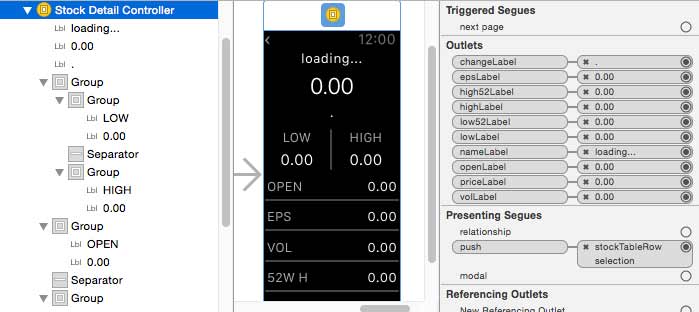 Stock Detail Controller
loading...
Lbl
0.00
Lbl
.
Lbl
Group
Group
Lbl
LOW
Lbl
0.00
Separator
Group
Lbl
HIGH
Lbl
0.00
Group
Lbl
OPEN
Lbl
0.00
Separator
Group
12:00
loading...
0.00
.
LOW HIGH
0.00 0.00
OPEN 0.00
EPS 0.00
VOL 0.00
52W H 0.00
Triggered Segues
next page
Outlets
changeLabel .
epsLabel 0.00
high52Label 0.00
highLabel 0.00
low52Label 0.00
lowLabel 0.00
nameLabel loading...
openLabel 0.00
priceLabel 0.00
volLabel 0.00
Presenting Segues
relationship
push stockTableRow
selection
modal
Referencing Outlets
New Referencing Outlet